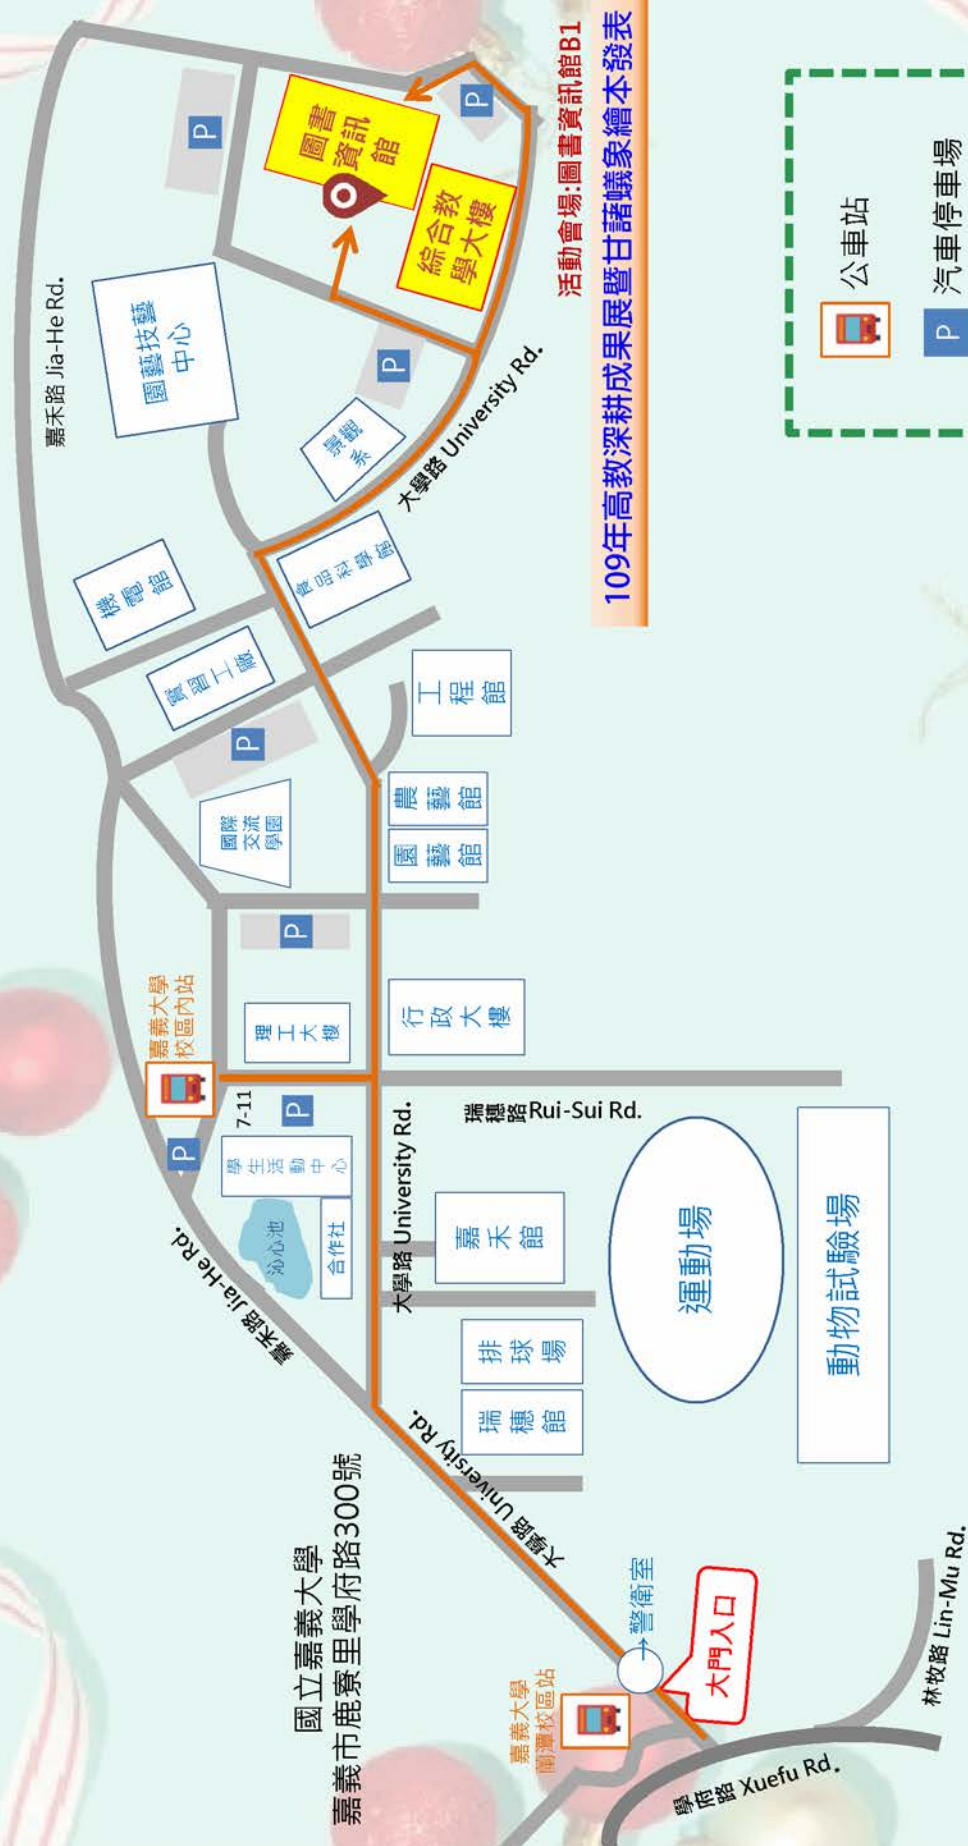 國立嘉義大學
嘉義市鹿寮里學府路300號
嘉義大學
蘭潭校區站
學府路 Xuefu Rd.
林牧路 Lin-Mu Rd.
大門入口
→警衛室
大學路 University Rd.
嘉禾路 Jia-He Rd.
瑞穗館
排球場
嘉禾館
運動場
動物試驗場
沁心池
合作社
學生活動中心
大學路 University Rd.
瑞穗路Rui-Sui Rd.
P
7-11
P
嘉義大學
校區內站
理工大樓
行政大樓
P
國際
交流
學園
園藝館
農藝館
工程館
P
實習工廠
機電館
食品科學館
嘉禾路 Jia-He Rd.
園藝技藝
中心
景觀
系
P
大學路 University Rd.
P
圖書
資訊
館
綜合教
學大樓
P
活動會場:圖書資訊館B1
109年高教深耕成果展暨甘諸蟻象繪本發表
公車站
P
汽車停車場